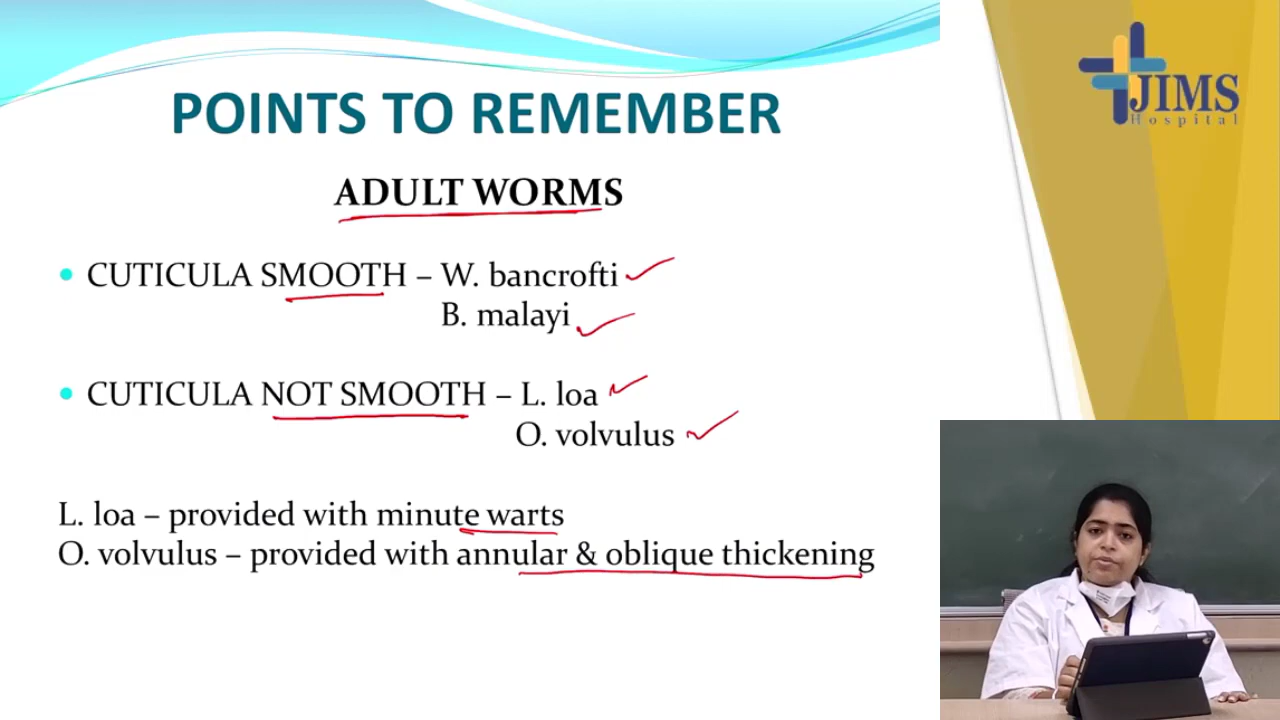 POINTS TO REMEMBER
JIMS
Hospital
ADULT WORMS
CUTICULA SMOOTH – W. bancrofti
B. malayi
CUTICULA NOT SMOOTH – L. loa
O. volvulus
L. loa – provided with minute warts
O. volvulus – provided with annular & oblique thickening